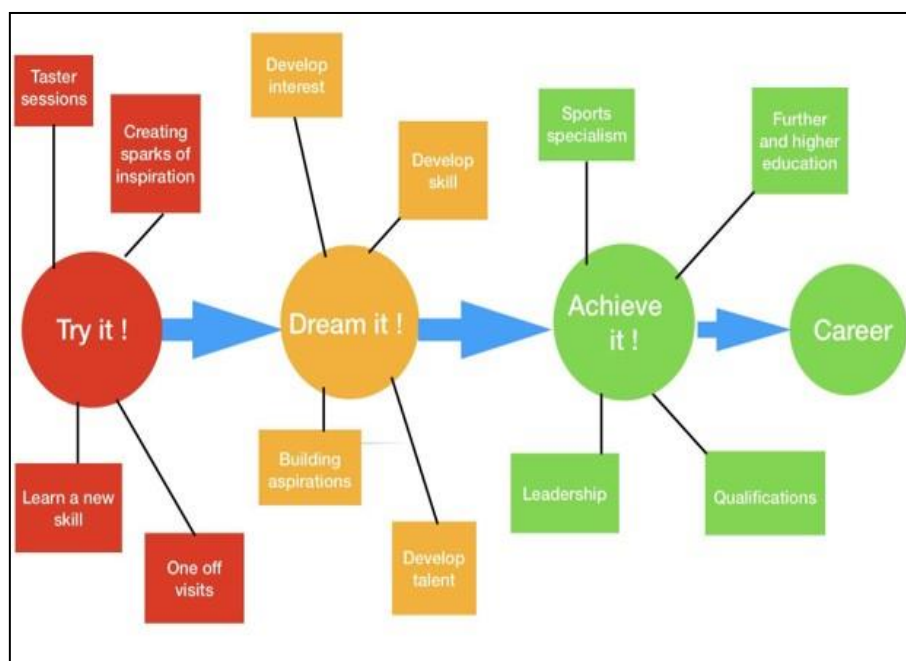 Taster
sessions
Creating
sparks of
inspiration
Try it !
Learn a new
skill
One off
visits
Develop
interest
Develop
skill
Dream it !
Building
aspirations
Develop
talent
Sports
specialism
Further
and higher
education
Achieve
it !
Leadership
Qualifications
Career